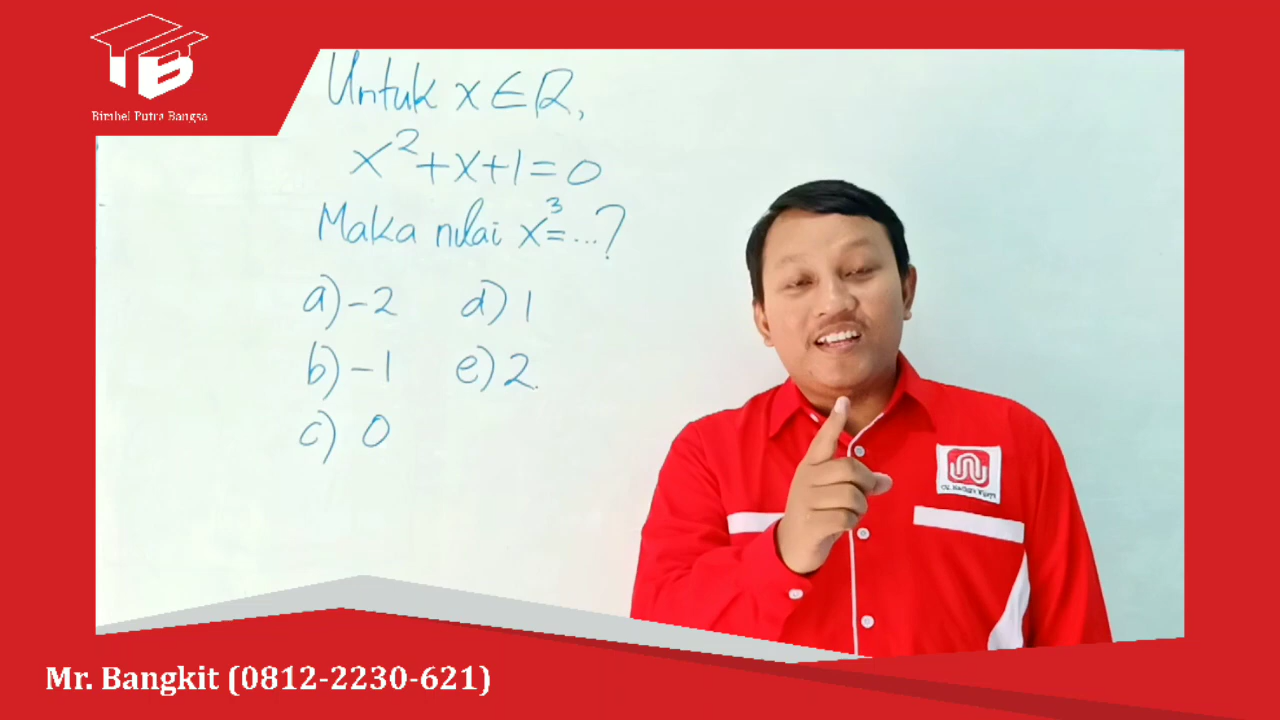 Bimbel Putra Bangsa
Untuk x ∈ R,
x² + x + 1 = 0
Maka nilai x³ = ...?
a) -2 d) 1
b) -1 e) 2.
c) 0
Mr. Bangkit (0812-2230-621)